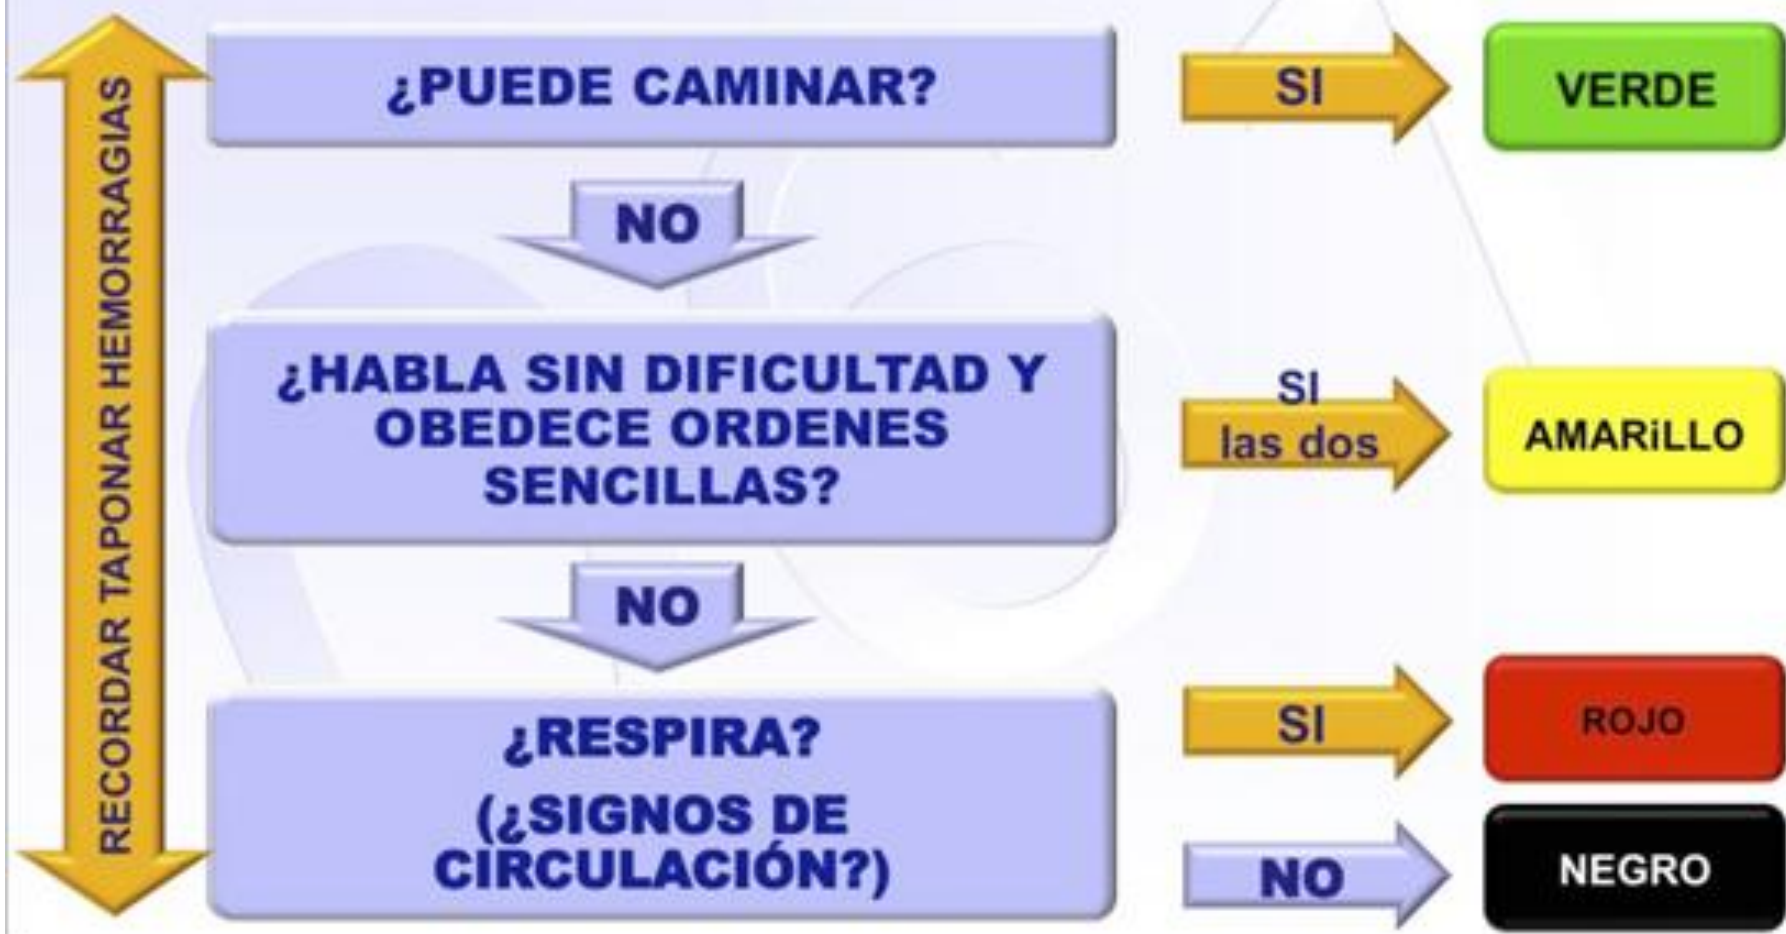 RECORDAR TAPONAR HEMORRAGIAS
¿PUEDE CAMINAR?
SI
VERDE
NO
¿HABLA SIN DIFICULTAD Y
OBEDECE ORDENES
SENCILLAS?
SI
las dos
AMARiLLO
NO
¿RESPIRA?
(¿SIGNOS DE
CIRCULACIÓN?)
SI
ROJO
NO
NEGRO